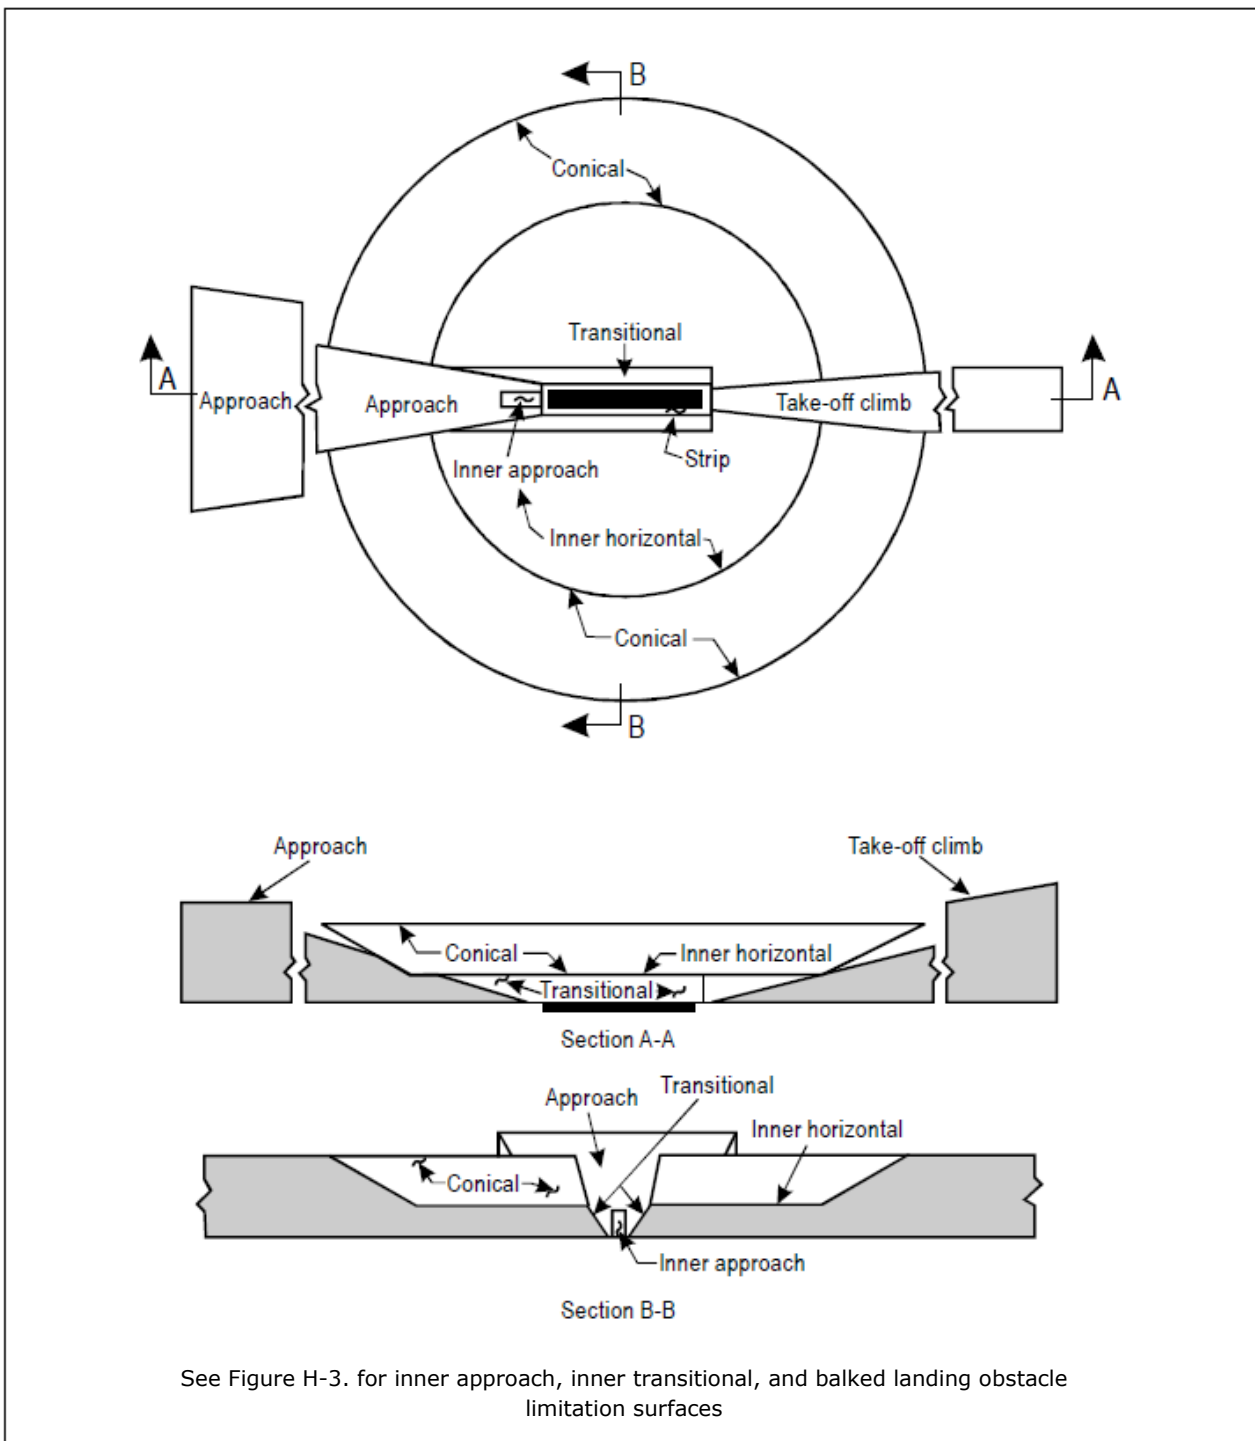 B
Conical
Transitional
A
Approach
Approach
Take-off climb
A
Inner approach
Strip
Inner horizontal
Conical
B
Approach
Take-off climb
Conical
Inner horizontal
Transitional
Section A-A
Transitional
Approach
Inner horizontal
Conical
Inner approach
Section B-B
See Figure H-3. for inner approach, inner transitional, and balked landing obstacle
limitation surfaces